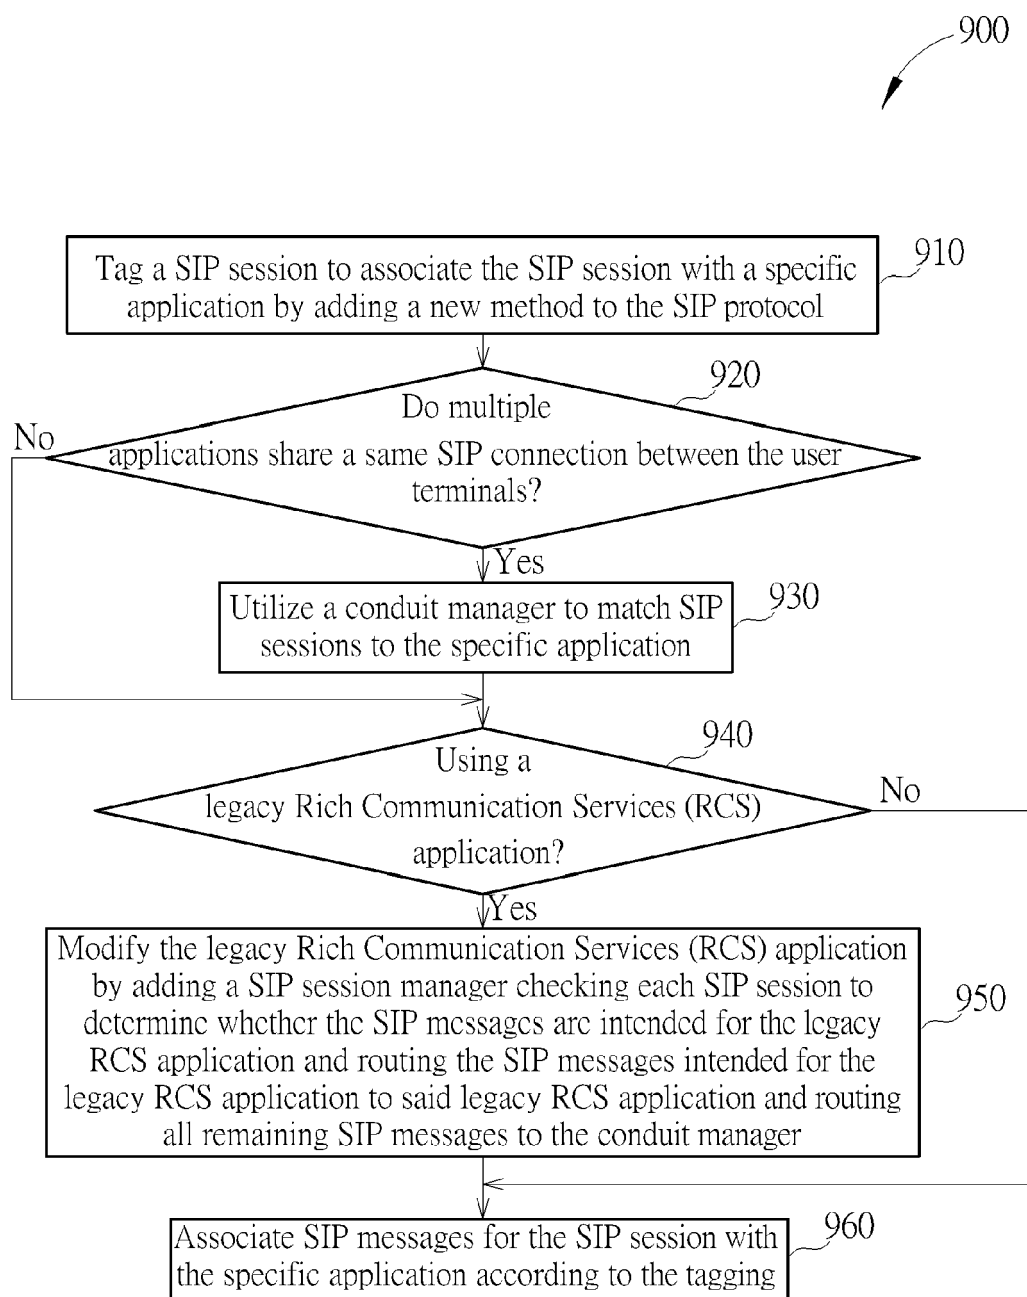 900
910
Tag a SIP session to associate the SIP session with a specific
application by adding a new method to the SIP protocol
920
Do multiple
applications share a same SIP connection between the user
terminals?
No
Yes
930
Utilize a conduit manager to match SIP
sessions to the specific application
940
Using a
legacy Rich Communication Services (RCS)
application?
No
Yes
Modify the legacy Rich Communication Services (RCS) application
by adding a SIP session manager checking each SIP session to
determine whether the SIP messages are intended for the legacy
RCS application and routing the SIP messages intended for the
legacy RCS application to said legacy RCS application and routing
all remaining SIP messages to the conduit manager
950
Associate SIP messages for the SIP session with
the specific application according to the tagging
960